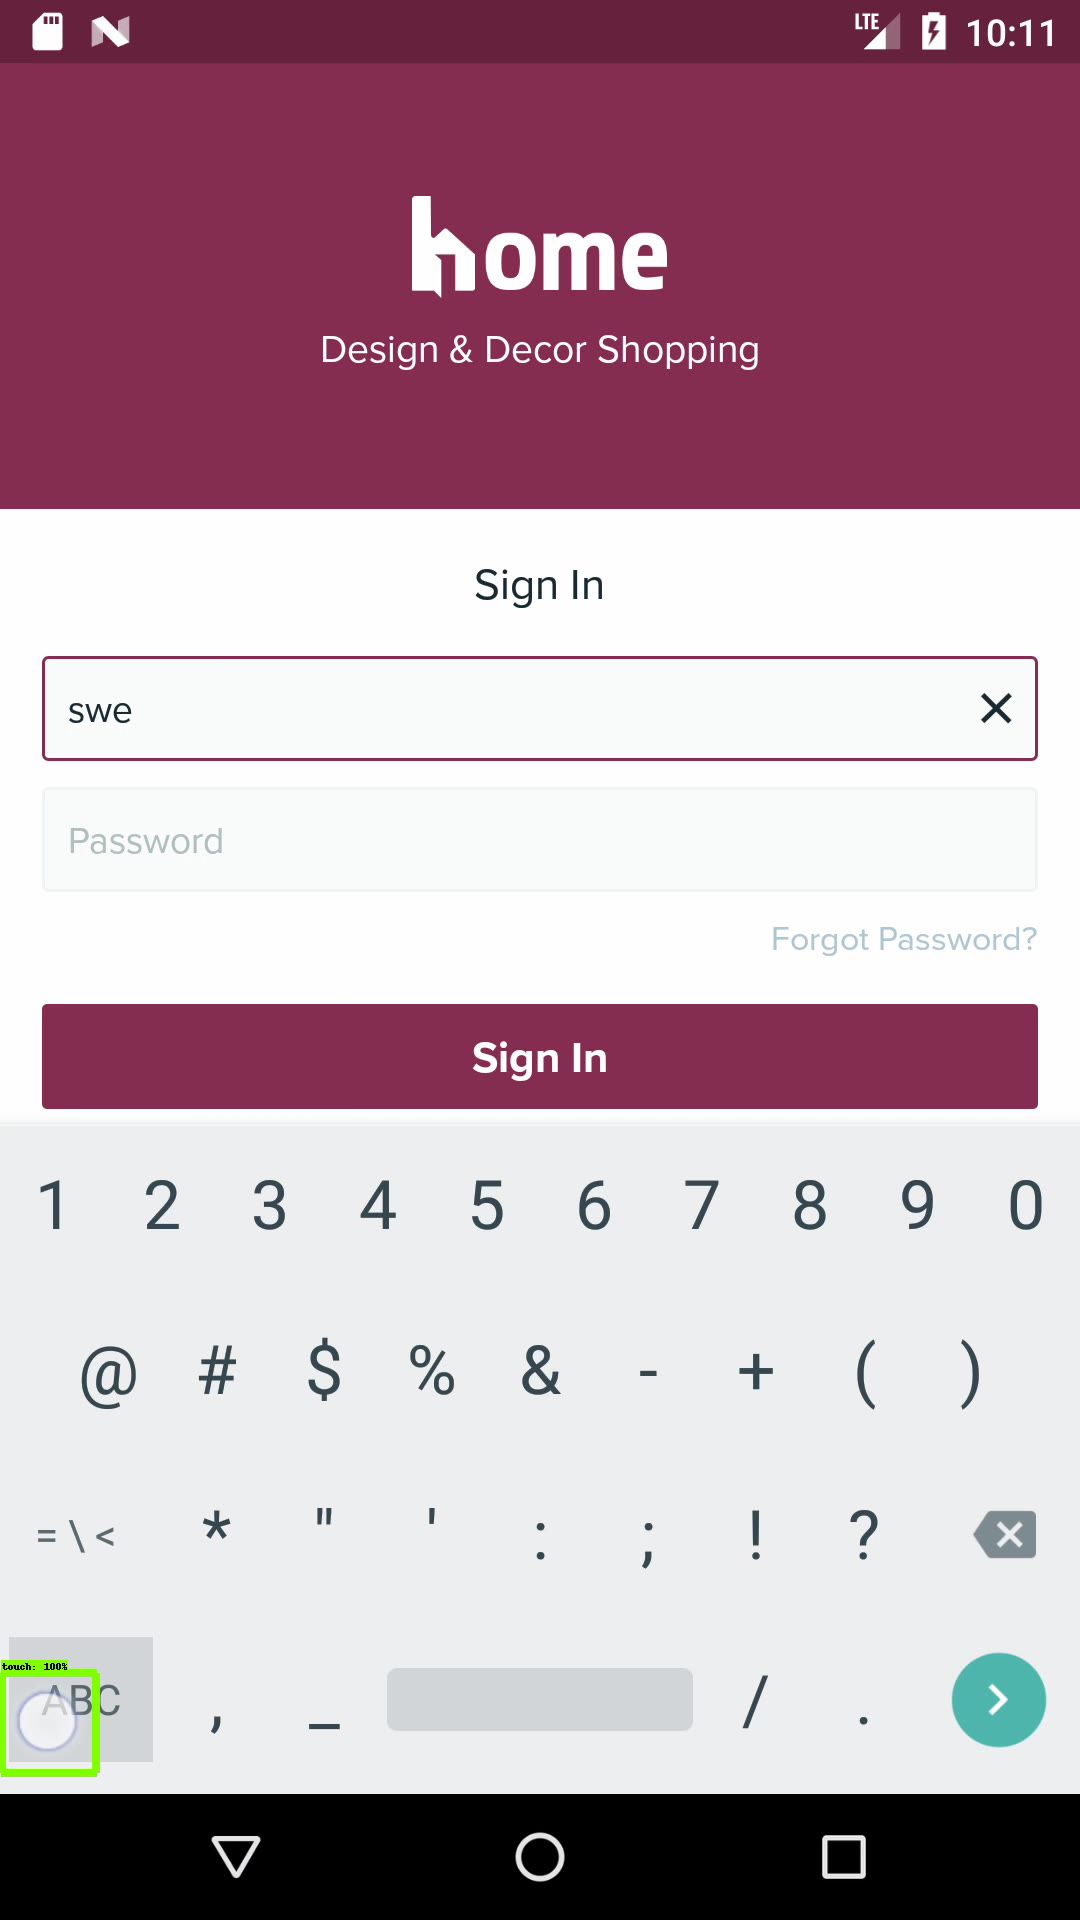 LTE 10:11
home
Design & Decor Shopping
Sign In
swe
Password
Forgot Password?
Sign In
1 2 3 4 5 6 7 8 9 0
@ # $ % & - + ( )
= \ < * " ' : ; ! ?
touch: 100%
ABC , _ / .